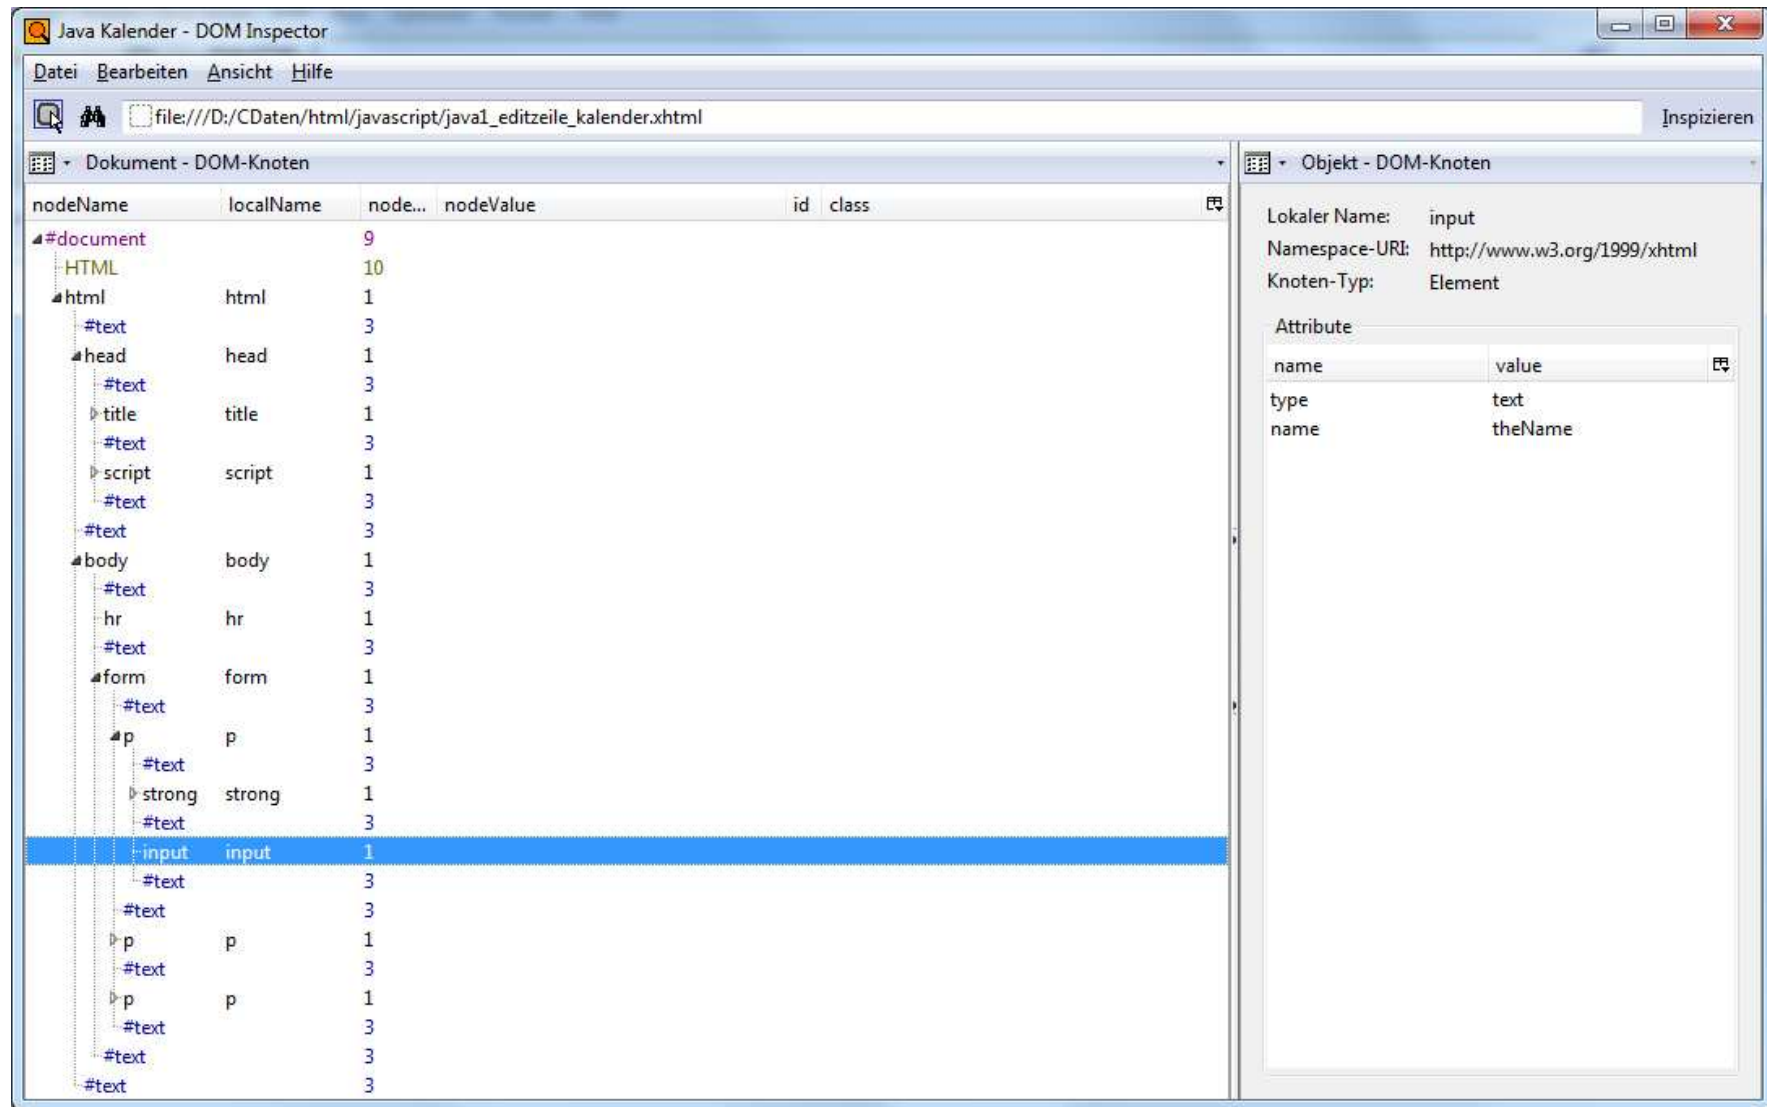 Java Kalender - DOM Inspector
Datei Bearbeiten Ansicht Hilfe
file:///D:/CDaten/html/javascript/java1_editzeile_kalender.xhtml Inspizieren
Dokument - DOM-Knoten
nodeName localName node... nodeValue id class
#document 9
HTML 10
html html 1
#text 3
head head 1
#text 3
title title 1
#text 3
script script 1
#text 3
#text 3
body body 1
#text 3
hr hr 1
#text 3
form form 1
#text 3
p p 1
#text 3
strong strong 1
#text 3
input input 1
#text 3
#text 3
p p 1
#text 3
p p 1
#text 3
#text 3
#text 3
Objekt - DOM-Knoten
Lokaler Name: input
Namespace-URI: http://www.w3.org/1999/xhtml
Knoten-Typ: Element
Attribute
name value
type text
name theName